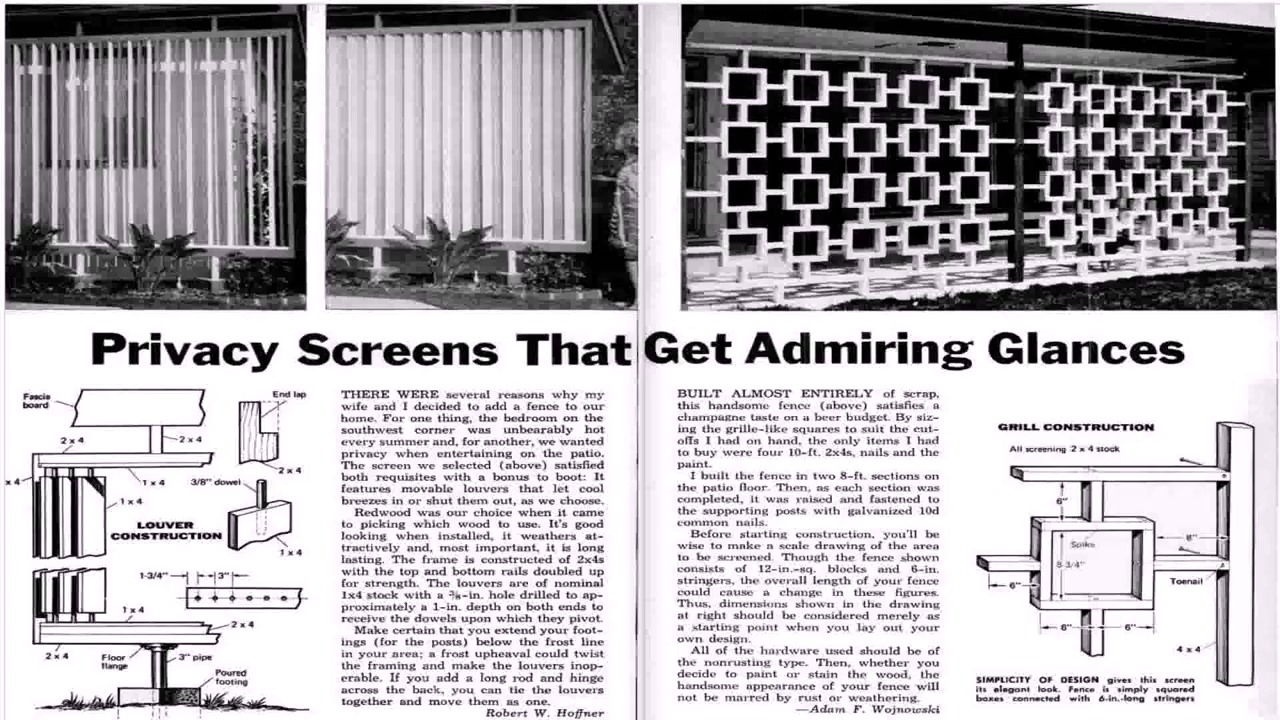 Privacy Screens That Get Admiring Glances
Fascia
board
End lap
2 x 4
2 x 4
2 x 4
x 4
1 x 4
3/8" dowel
1 x 4
LOUVER
CONSTRUCTION
1 x 4
1-3/4"
3"
1 x 4
2 x 4
2 x 4
Floor
flange
3" pipe
Poured
footing
THERE WERE several reasons why my
wife and I decided to add a fence to our
home. For one thing, the bedroom on the
southwest corner was unbearably hot
every summer and, for another, we wanted
privacy when entertaining on the patio.
The screen we selected (above) satisfied
both requisites with a bonus to boot: It
features movable louvers that let cool
breezes in or shut them out, as we choose.
Redwood was our choice when it came
to picking which wood to use. It's good
looking when installed, it weathers at-
tractively and, most important, it is long
lasting. The frame is constructed of 2x4s
with the top and bottom rails doubled up
for strength. The louvers are of nominal
1x4 stock with a ⅜-in. hole drilled to ap-
proximately a 1-in. depth on both ends to
receive the dowels upon which they pivot.
Make certain that you extend your foot-
ings (for the posts) below the frost line
in your area; a frost upheaval could twist
the framing and make the louvers inop-
erable. If you add a long rod and hinge
across the back, you can tie the louvers
together and move them as one.
Robert W. Hoffner
BUILT ALMOST ENTIRELY of scrap,
this handsome fence (above) satisfies a
champagne taste on a beer budget. By siz-
ing the grille-like squares to suit the cut-
offs I had on hand, the only items I had
to buy were four 10-ft. 2x4s, nails and the
paint.
I built the fence in two 8-ft. sections on
the patio floor. Then, as each section was
completed, it was raised and fastened to
the supporting posts with galvanized 10d
common nails.
Before starting construction, you'll be
wise to make a scale drawing of the area
to be screened. Though the fence shown
consists of 12-in.-sq. blocks and 6-in.
stringers, the overall length of your fence
could cause a change in these figures.
Thus, dimensions shown in the drawing
at right should be considered merely as
a starting point when you lay out your
own design.
All of the hardware used should be of
the nonrusting type. Then, whether you
decide to paint or stain the wood, the
handsome appearance of your fence will
not be marred by rust or weathering.
—Adam F. Wojnowski
GRILL CONSTRUCTION
All screening 2 x 4 stock
6"
Spike
8-3/4"
8"
6"
Toenail
6"
6"
4 x 4
SIMPLICITY OF DESIGN gives this screen
its elegant look. Fence is simply squared
boxes connected with 6-in.-long stringers